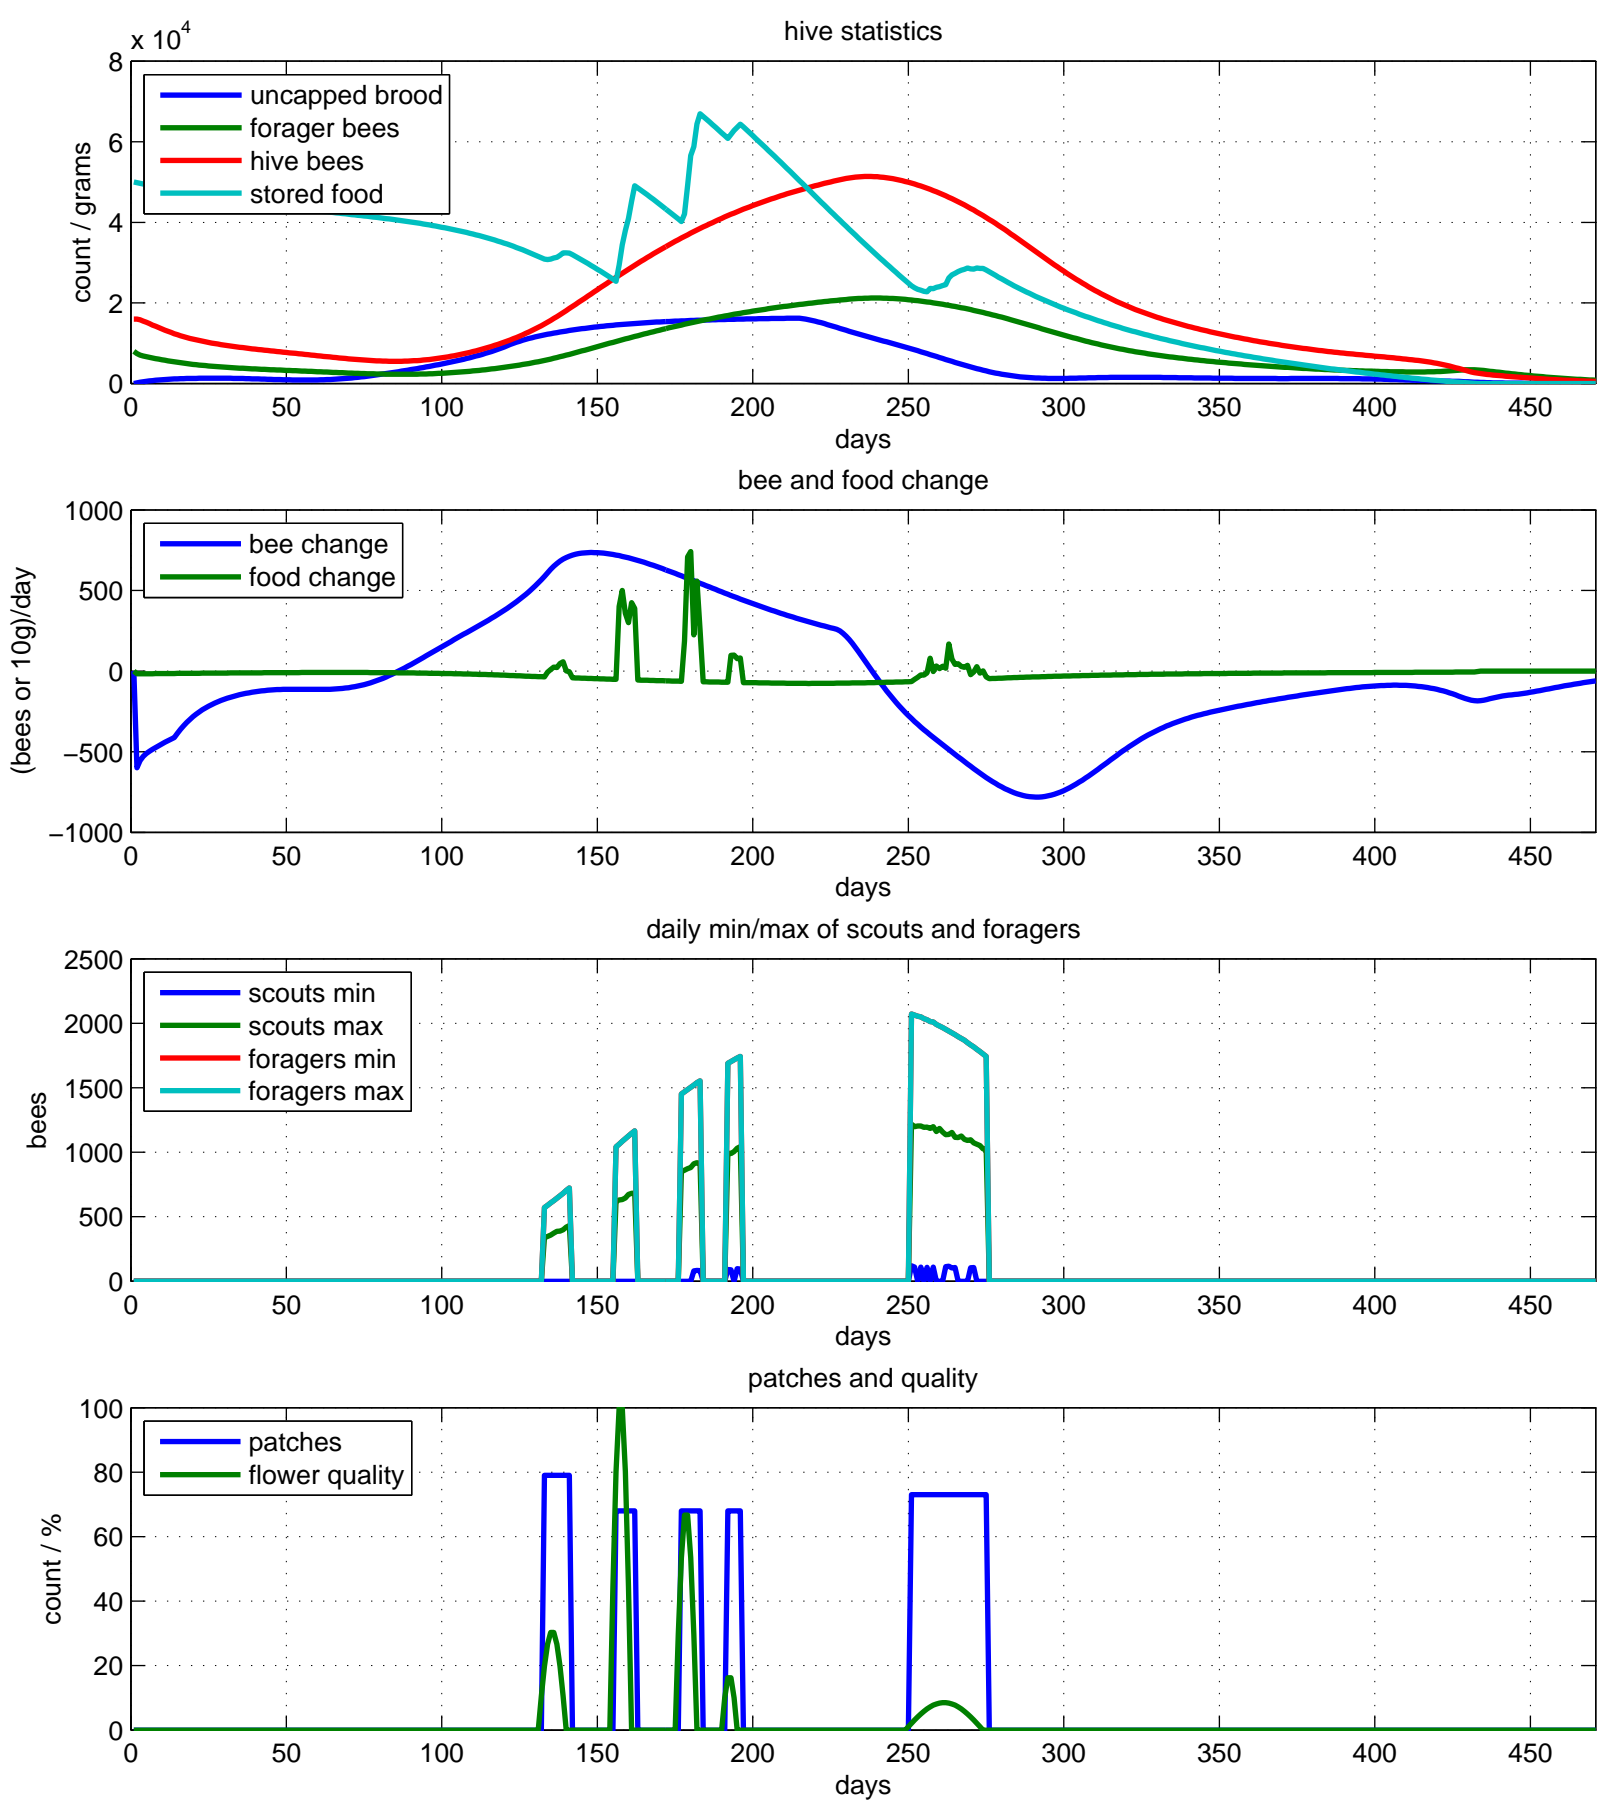 hive statistics
x 10^4
8
6
4
2
0
count / grams
uncapped brood
forager bees
hive bees
stored food
0 50 100 150 200 250 300 350 400 450
days
bee and food change
1000
500
0
−500
−1000
(bees or 10g)/day
bee change
food change
0 50 100 150 200 250 300 350 400 450
days
daily min/max of scouts and foragers
2500
2000
1500
1000
500
0
bees
scouts min
scouts max
foragers min
foragers max
0 50 100 150 200 250 300 350 400 450
days
patches and quality
100
80
60
40
20
0
count / %
patches
flower quality
0 50 100 150 200 250 300 350 400 450
days